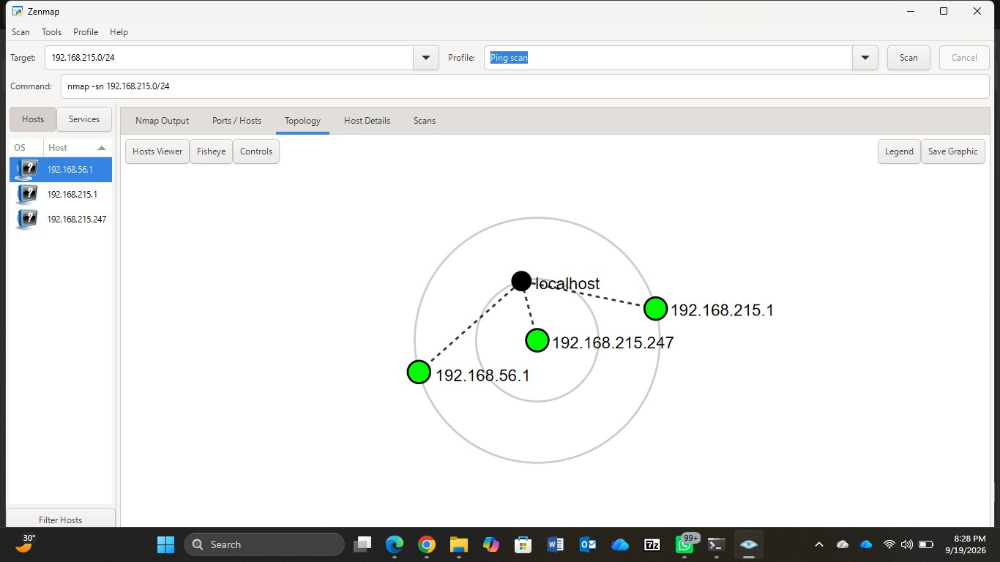 Zenmap
Scan Tools Profile Help
Target: 192.168.215.0/24 Profile: Ping scan Scan Cancel
Command: nmap -sn 192.168.215.0/24
Hosts Services
Nmap Output Ports / Hosts Topology Host Details Scans
OS Host
192.168.56.1
192.168.215.1
192.168.215.247
Hosts Viewer Fisheye Controls Legend Save Graphic
localhost
192.168.215.1
192.168.215.247
192.168.56.1
Filter Hosts
30°
Search
7z
99+
8:28 PM
9/19/2026